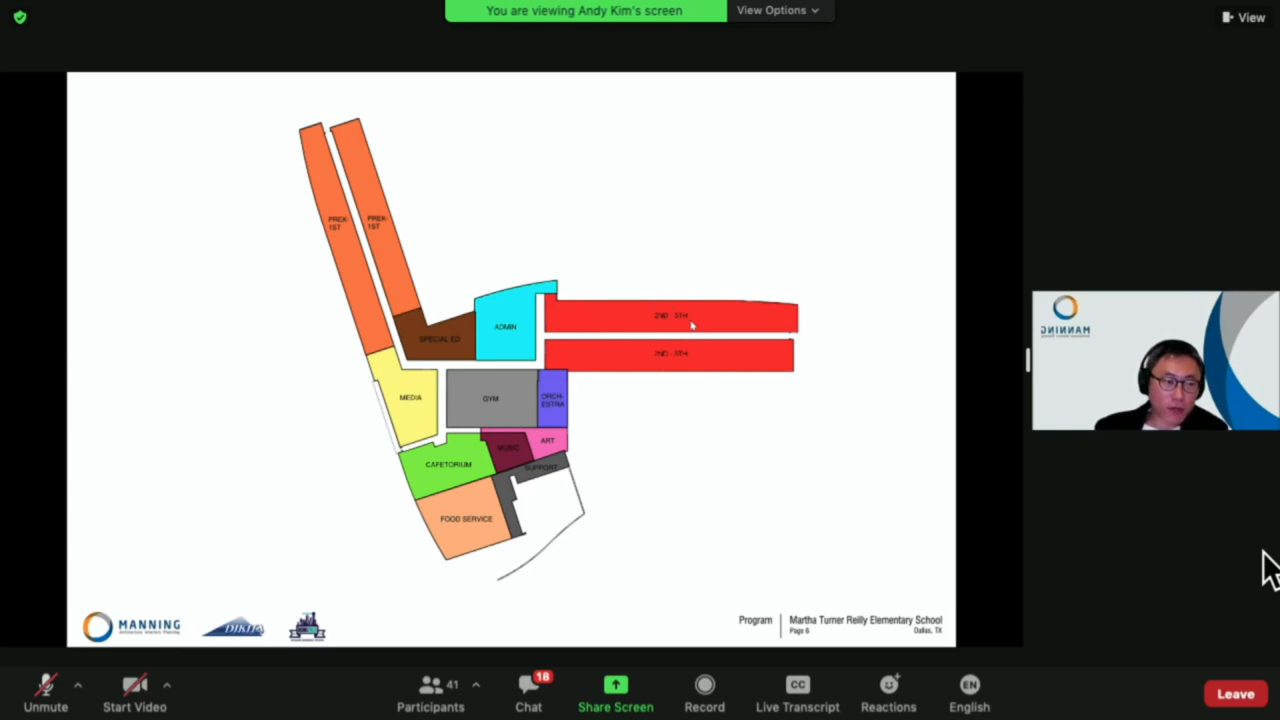 You are viewing Andy Kim's screen
View Options
View
PREK-
1ST
PREK-
1ST
SPECIAL ED
ADMIN
2ND - 5TH
2ND - 5TH
MEDIA
GYM
ORCH-
ESTRA
CAFETORIUM
MUSIC
ART
SUPPORT
FOOD SERVICE
MANNING
MANNING
DIKITA
Program
Martha Turner Reilly Elementary School
Page 6
Dallas, TX
Unmute
Start Video
41
Participants
18
Chat
Share Screen
Record
CC
Live Transcript
Reactions
EN
English
Leave